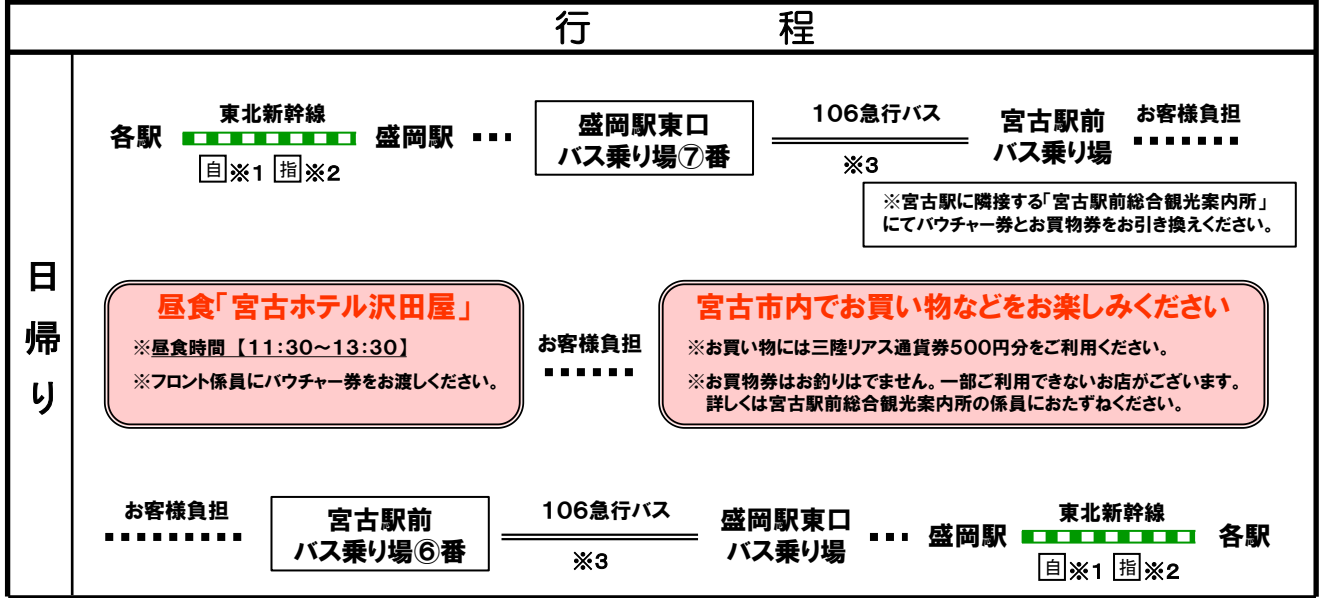 行 程
日帰り
東北新幹線
106急行バス
お客様負担
各駅
盛岡駅
盛岡駅東口
バス乗り場⑦番
宮古駅前
バス乗り場
自※1 指※2
※3
※宮古駅に隣接する「宮古駅前総合観光案内所」
にてバウチャー券とお買物券をお引き換えください。
昼食「宮古ホテル沢田屋」
※昼食時間【11:30~13:30】
※フロント係員にバウチャー券をお渡しください。
お客様負担
宮古市内でお買い物などをお楽しみください
※お買い物には三陸リアス通貨券500円分をご利用ください。
※お買物券はお釣りはでません。一部ご利用できないお店がございます。
詳しくは宮古駅前総合観光案内所の係員におたずねください。
お客様負担
宮古駅前
バス乗り場⑥番
106急行バス
※3
盛岡駅東口
バス乗り場
盛岡駅
東北新幹線
自※1 指※2
各駅